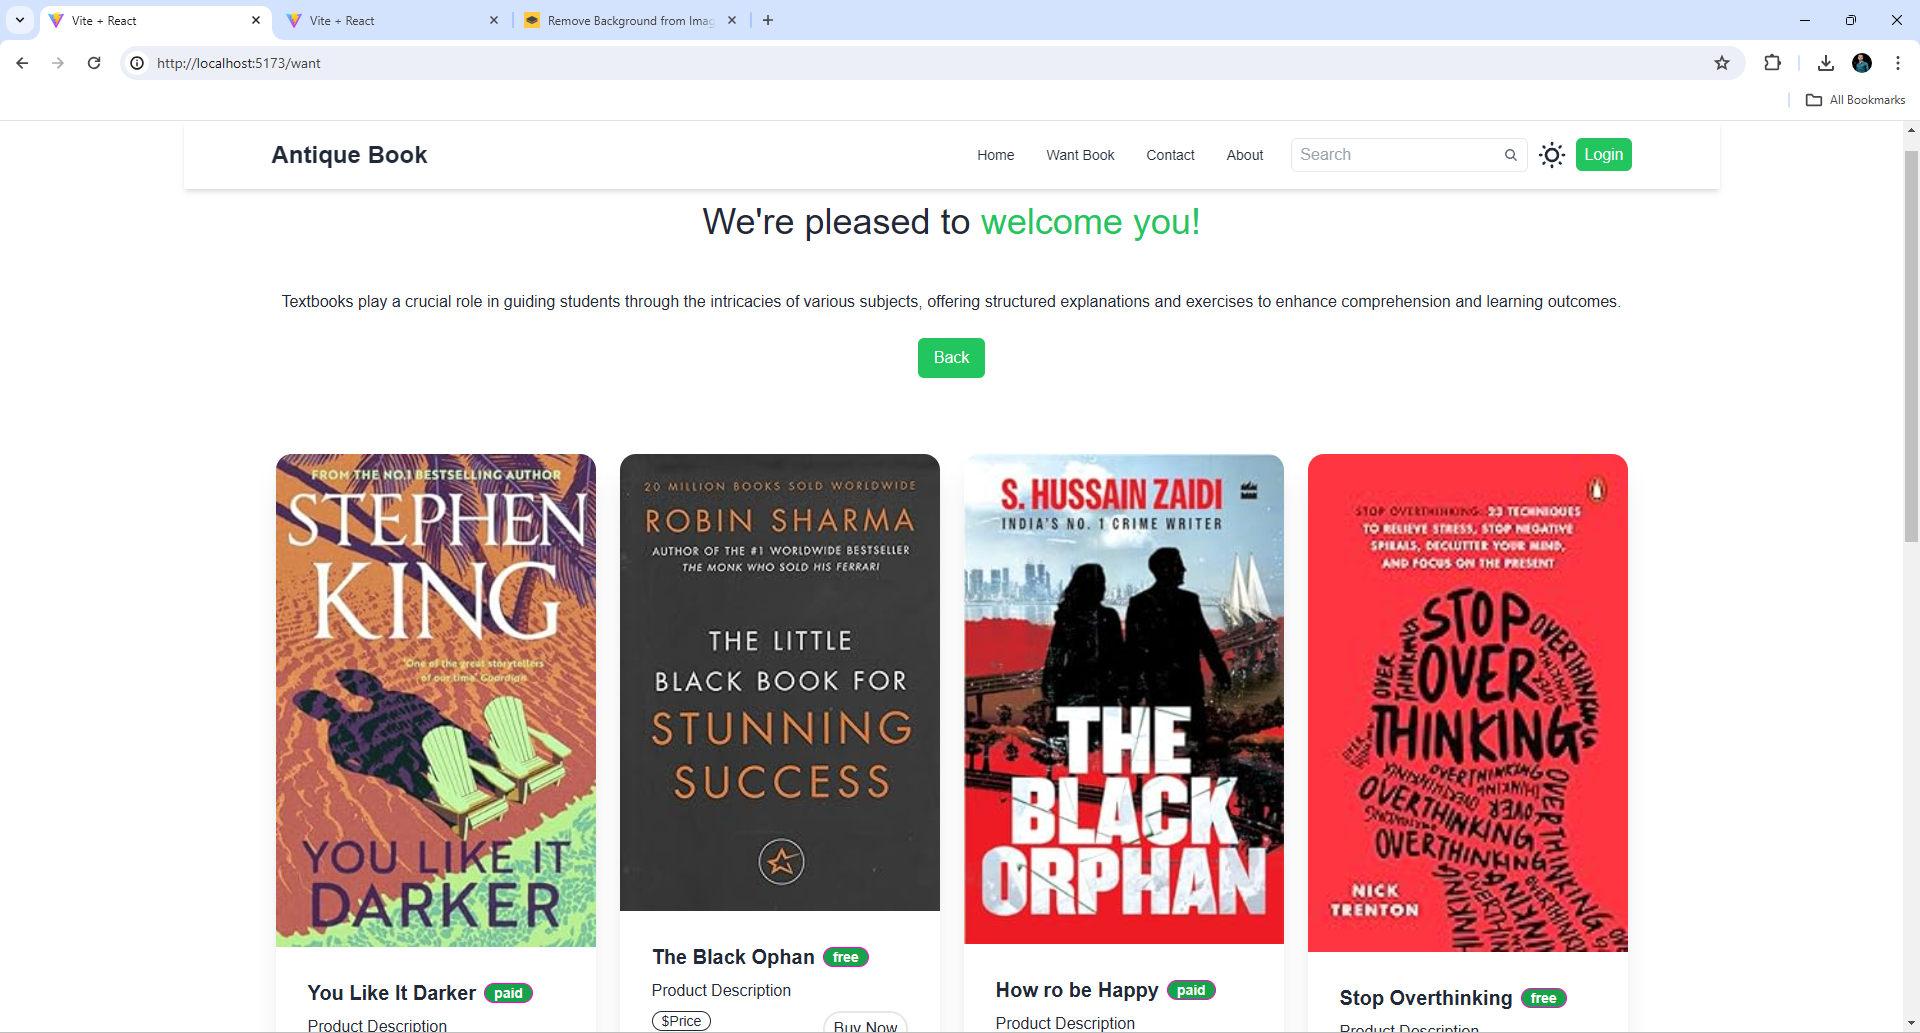 Vite + React
Vite + React
Remove Background from Imag
http://localhost:5173/want
All Bookmarks
Antique Book
Home
Want Book
Contact
About
Search
Login
We're pleased to welcome you!
Textbooks play a crucial role in guiding students through the intricacies of various subjects, offering structured explanations and exercises to enhance comprehension and learning outcomes.
Back
FROM THE NO.1 BESTSELLING AUTHOR
STEPHEN
KING
'One of the great storytellers
of our time' Guardian
YOU LIKE IT
DARKER
You Like It Darker paid
Product Description
20 MILLION BOOKS SOLD WORLDWIDE
ROBIN SHARMA
AUTHOR OF THE #1 WORLDWIDE BESTSELLER
THE MONK WHO SOLD HIS FERRARI
THE LITTLE
BLACK BOOK FOR
STUNNING
SUCCESS
The Black Ophan free
Product Description
$Price
Buy Now
S. HUSSAIN ZAIDI
INDIA'S NO. 1 CRIME WRITER
THE
BLACK
ORPHAN
How ro be Happy paid
Product Description
STOP OVERTHINKING: 23 TECHNIQUES
TO RELIEVE STRESS, STOP NEGATIVE
SPIRALS, DECLUTTER YOUR MIND,
AND FOCUS ON THE PRESENT
STOP
OVER
THINKING
OVERTHINKING
OVERTHINKING
OVERTHINKING
OVERTHINKING
NICK
TRENTON
Stop Overthinking free
Product Description